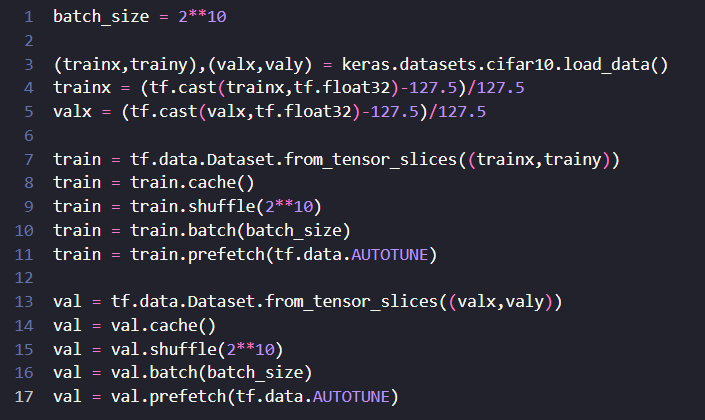 1 batch_size = 2**10
2
3 (trainx,trainy),(valx,valy) = keras.datasets.cifar10.load_data()
4 trainx = (tf.cast(trainx,tf.float32)-127.5)/127.5
5 valx = (tf.cast(valx,tf.float32)-127.5)/127.5
6
7 train = tf.data.Dataset.from_tensor_slices((trainx,trainy))
8 train = train.cache()
9 train = train.shuffle(2**10)
10 train = train.batch(batch_size)
11 train = train.prefetch(tf.data.AUTOTUNE)
12
13 val = tf.data.Dataset.from_tensor_slices((valx,valy))
14 val = val.cache()
15 val = val.shuffle(2**10)
16 val = val.batch(batch_size)
17 val = val.prefetch(tf.data.AUTOTUNE)